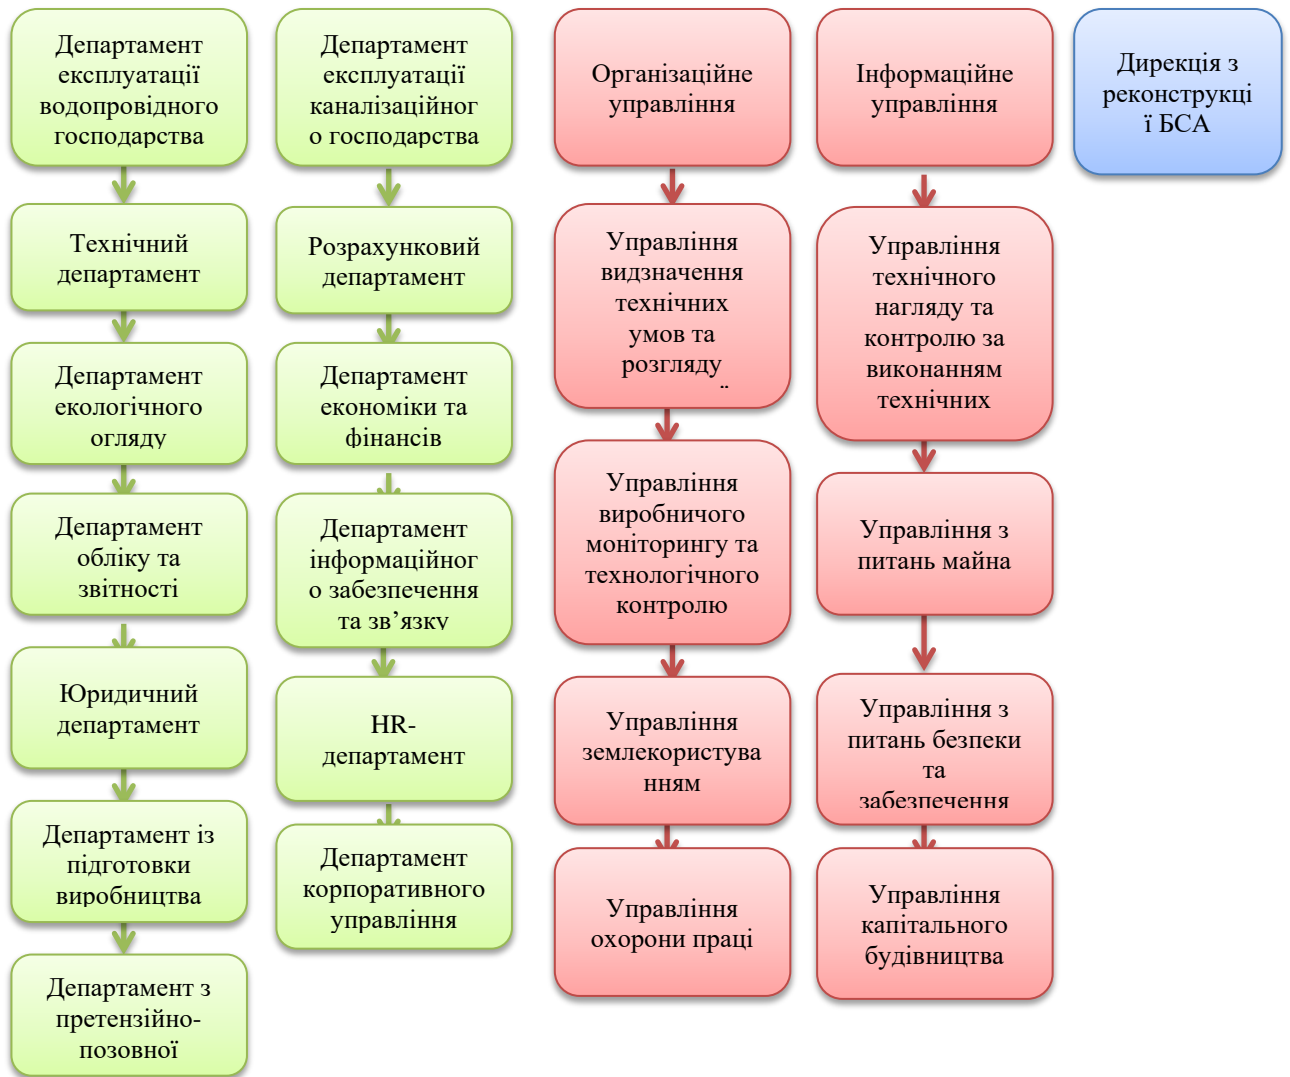 Департамент
експлуатації
водопровідного
господарства
Технічний
департамент
Департамент
екологічного
огляду
Департамент
обліку та
звітності
Юридичний
департамент
Департамент із
підготовки
виробництва
Департамент з
претензійно-
позовної
Департамент
експлуатації
каналізаційног
о господарства
Розрахунковий
департамент
Департамент
економіки та
фінансів
Департамент
інформаційног
о забезпечення
та зв’язку
HR-
департамент
Департамент
корпоративного
управління
Організаційне
управління
Управління
видзначення
технічних
умов та
розгляду
Управління
виробничого
моніторингу та
технологічного
контролю
Управління
землекористува
нням
Управління
охорони праці
Інформаційне
управління
Управління
технічного
нагляду та
контролю за
виконанням
технічних
Управління з
питань майна
Управління з
питань безпеки
та
забезпечення
Управління
капітального
будівництва
Дирекція з
реконструкці
ї БСА